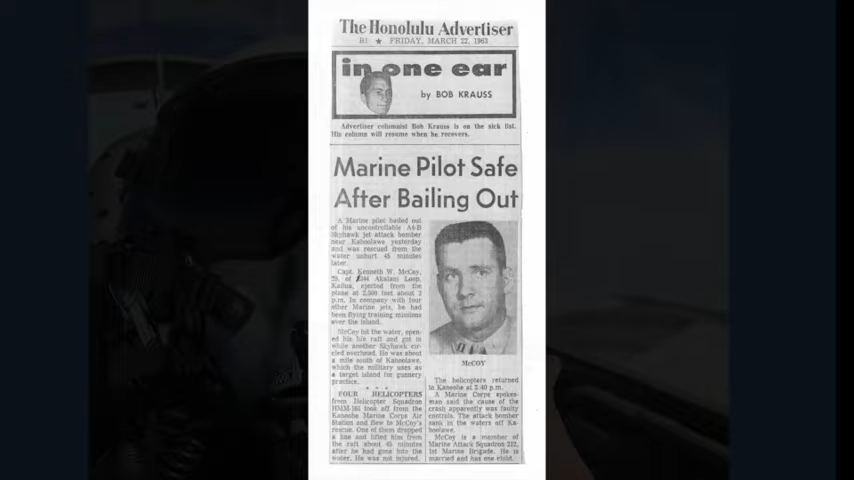 The Honolulu Advertiser
B1 ★ FRIDAY, MARCH 22, 1963
in one ear
by BOB KRAUSS
Advertiser columnist Bob Krauss is on the sick list.
His column will resume when he recovers.
Marine Pilot Safe
After Bailing Out
A Marine pilot bailed out
of his uncontrollable A4-B
Skyhawk jet attack bomber
near Kahoolawe yesterday
and was rescued from the
water unhurt 45 minutes
later.
Capt. Kenneth W. McCoy,
of Akalani Loop,
Kailua, ejected from the
plane at 2,500 feet about 2
p.m. In company with four
other Marine jets, he had
been flying training missions
over the island.
McCoy hit the water, open-
ed his raft and got in
while another Skyhawk cir-
cled overhead. He was about
a mile south of Kahoolawe,
which the military uses as
a target island for gunnery
practice.
* * *
FOUR HELICOPTERS
from Helicopter Squadron
HMM-161 took off from the
Kaneohe Marine Corps Air
Station and flew to McCoy's
rescue. One of them dropped
a line and lifted him from
the raft about 45 minutes
after he had gone into the
water. He was not injured.
McCOY
The helicopters returned
to Kaneohe at 3:40 p.m.
A Marine Corps spokes-
man said the cause of the
crash apparently was faulty
controls. The attack bomber
sank in the waters off Ka-
hoolawe.
McCoy is a member of
Marine Attack Squadron 212,
1st Marine Brigade. He is
married and has one child.